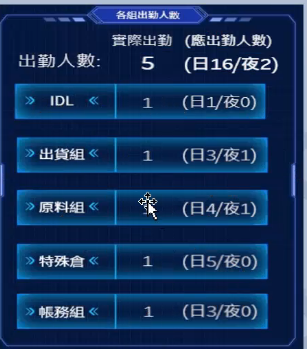 各組出勤人數
實際出勤 (應出勤人數)
出勤人數: 5 (日16/夜2)
» IDL « 1 (日1/夜0)
» 出貨組 « 1 (日3/夜1)
» 原料組 « (日4/夜1)
» 特殊倉 « 1 (日5/夜0)
» 帳務組 « 1 (日3/夜0)